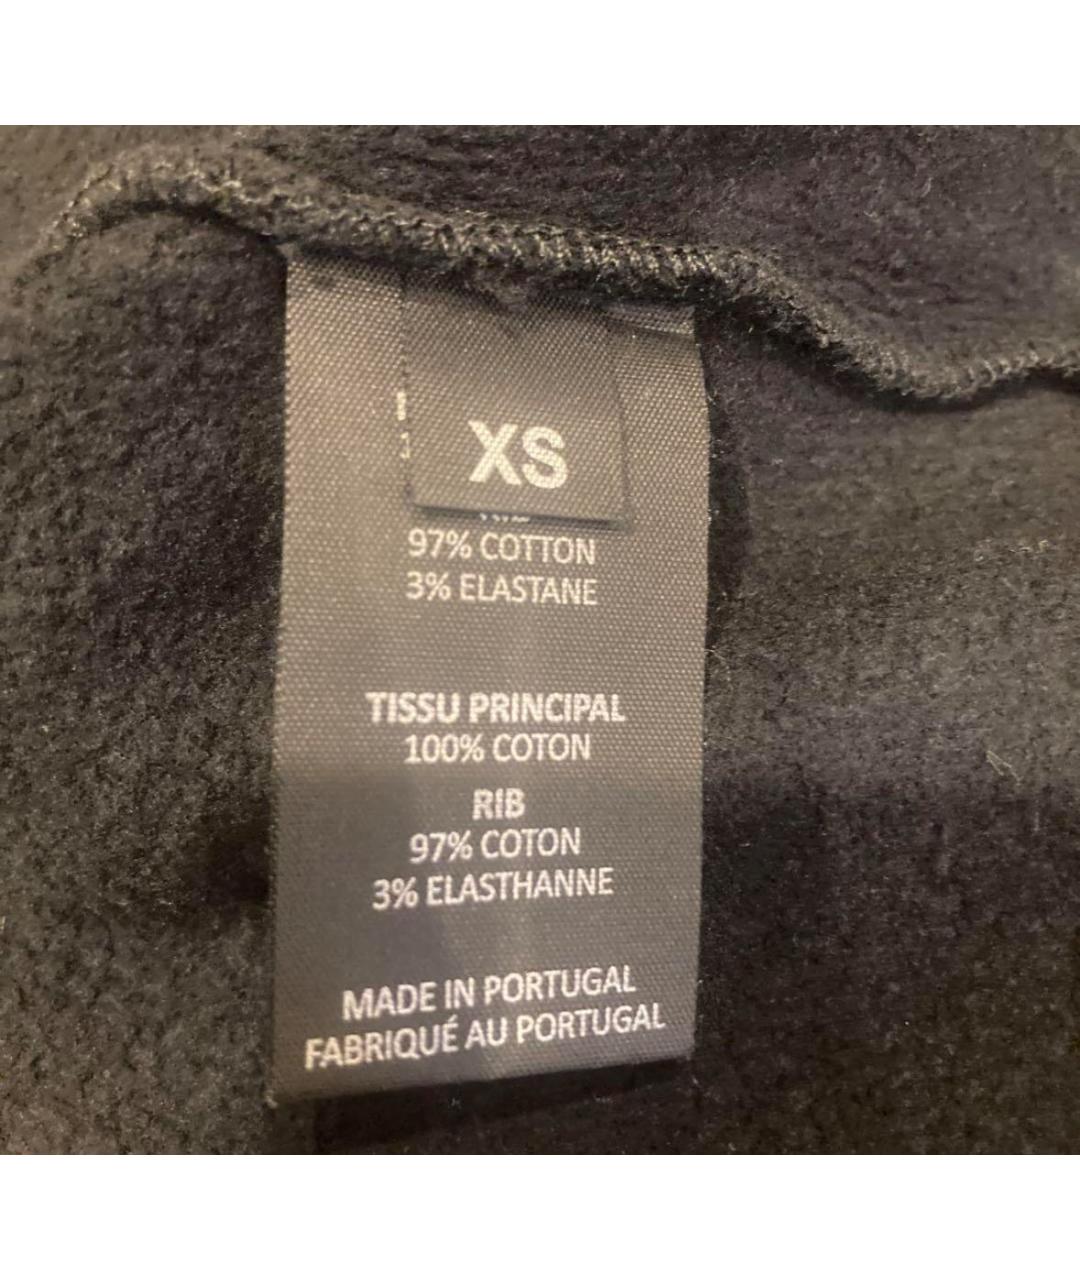 XS
97% COTTON
3% ELASTANE
TISSU PRINCIPAL
100% COTON
RIB
97% COTON
3% ELASTHANNE
MADE IN PORTUGAL
FABRIQUÉ AU PORTUGAL